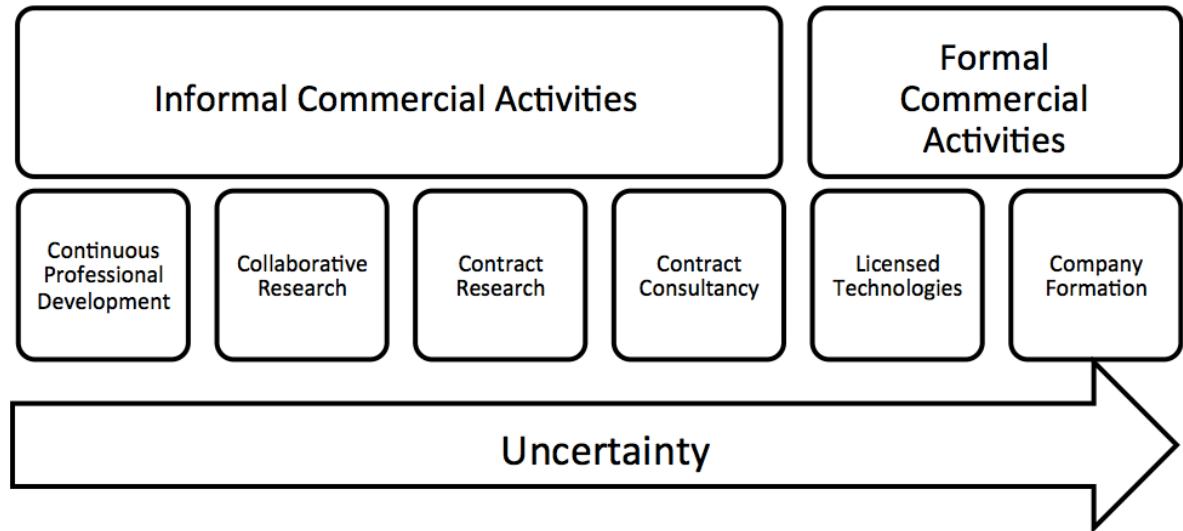 Informal Commercial Activities
Formal
Commercial
Activities
Continuous
Professional
Development
Collaborative
Research
Contract
Research
Contract
Consultancy
Licensed
Technologies
Company
Formation
Uncertainty